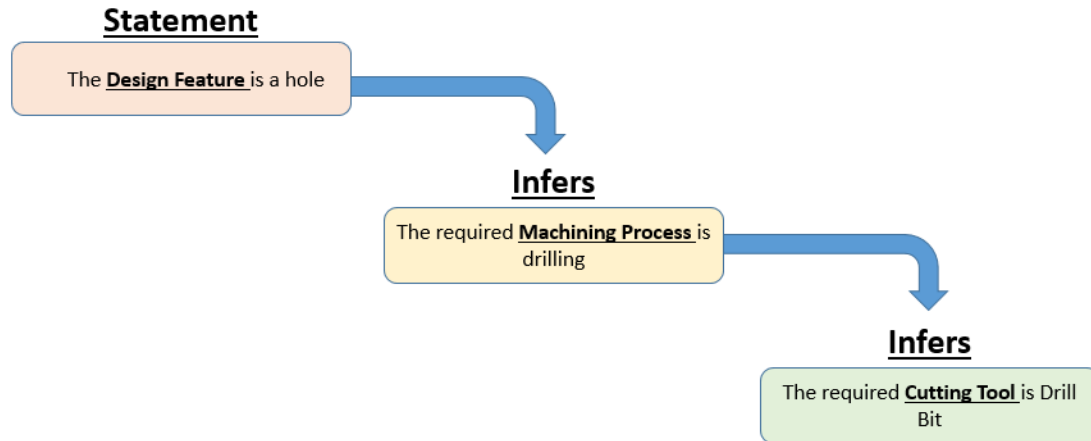 Statement
The Design Feature is a hole
Infers
The required Machining Process is
drilling
Infers
The required Cutting Tool is Drill
Bit